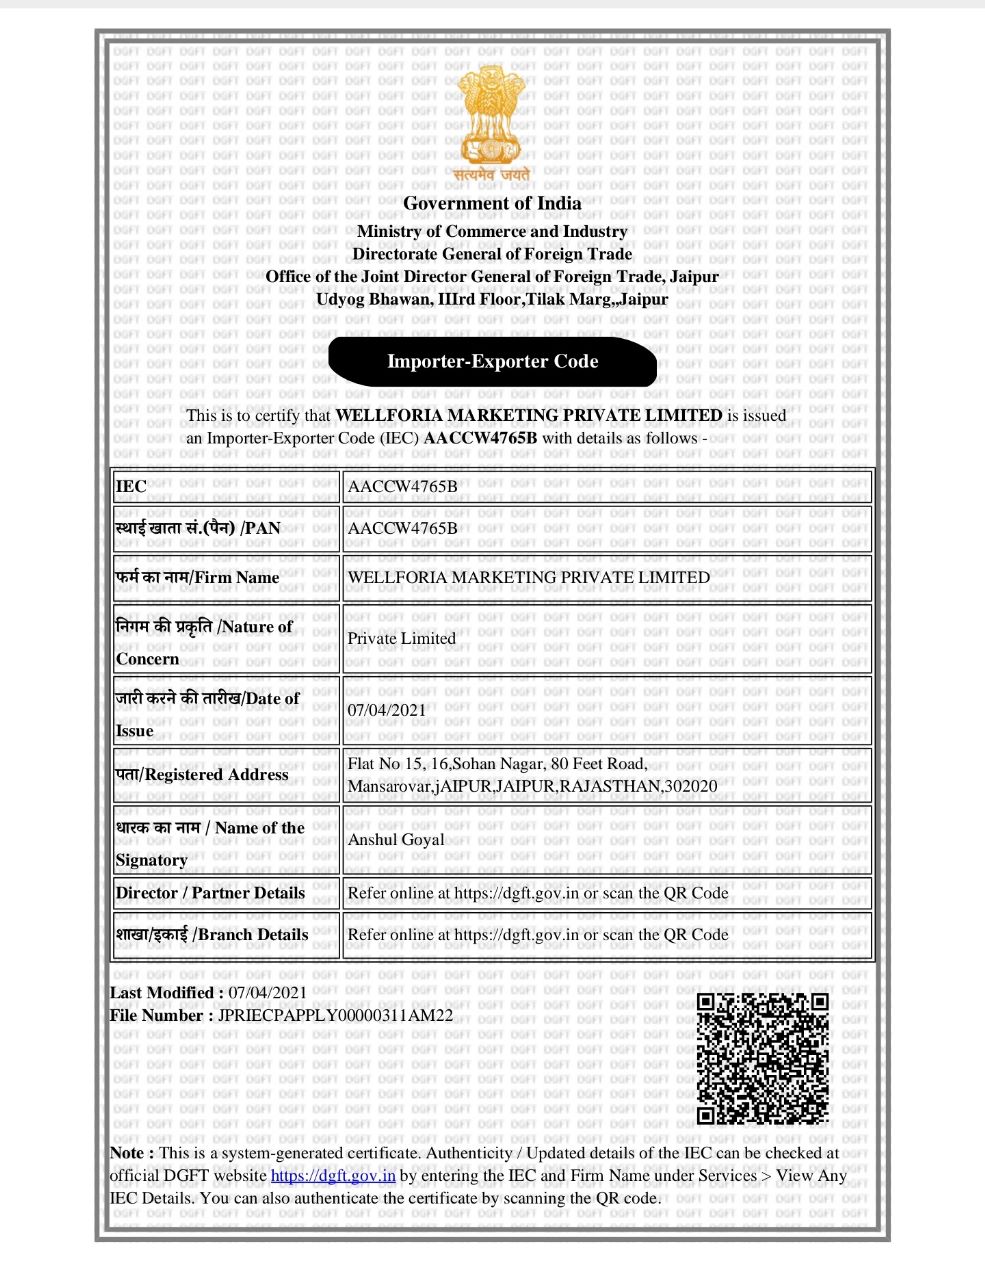 सत्यमेव जयते
Government of India
Ministry of Commerce and Industry
Directorate General of Foreign Trade
Office of the Joint Director General of Foreign Trade, Jaipur
Udyog Bhawan, IIIrd Floor,Tilak Marg,,Jaipur
Importer-Exporter Code
This is to certify that WELLFORIA MARKETING PRIVATE LIMITED is issued
an Importer-Exporter Code (IEC) AACCW4765B with details as follows -
IEC AACCW4765B
स्थाई खाता सं.(पैन) /PAN AACCW4765B
फर्म का नाम/Firm Name WELLFORIA MARKETING PRIVATE LIMITED
निगम की प्रकृति /Nature of
Concern
Private Limited
जारी करने की तारीख/Date of
Issue
07/04/2021
पता/Registered Address
Flat No 15, 16,Sohan Nagar, 80 Feet Road,
Mansarovar,jAIPUR,JAIPUR,RAJASTHAN,302020
धारक का नाम / Name of the
Signatory
Anshul Goyal
Director / Partner Details Refer online at https://dgft.gov.in or scan the QR Code
शाखा/इकाई /Branch Details Refer online at https://dgft.gov.in or scan the QR Code
Last Modified : 07/04/2021
File Number : JPRIECPAPPLY00000311AM22
Note : This is a system-generated certificate. Authenticity / Updated details of the IEC can be checked at
official DGFT website https://dgft.gov.in by entering the IEC and Firm Name under Services > View Any
IEC Details. You can also authenticate the certificate by scanning the QR code.